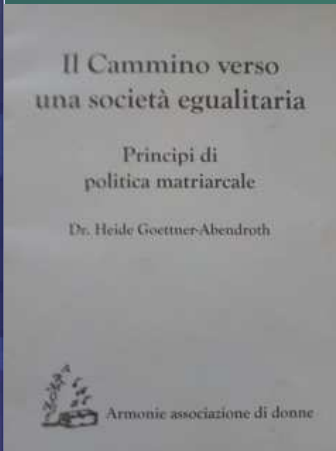 Il Cammino verso
una società egualitaria
Principi di
politica matriarcale
Dr. Heide Goettner-Abendroth
Armonie associazione di donne